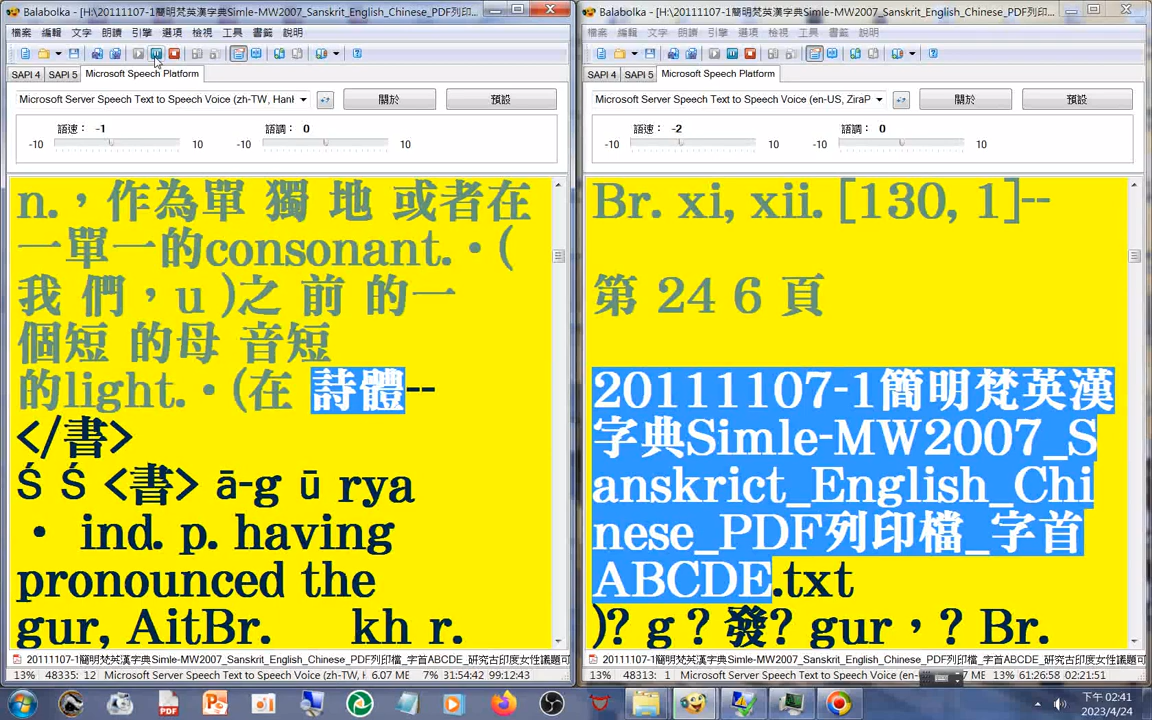 Balabolka - [H:\20111107-1簡明梵英漢字典Simle-MW2007_Sanskrit_English_Chinese_PDF列印...
檔案 編輯 文字 朗讀 引擎 選項 檢視 工具 書籤 說明
SAPI 4 SAPI 5 Microsoft Speech Platform
Microsoft Server Speech Text to Speech Voice (zh-TW, Hanl
關於 預設
語速： -1 語調： 0
-10 10 -10 10
n.，作為單 獨 地 或者在
一單一的consonant.•(
我 們，u )之 前 的一
個短 的母 音短
的light.•(在 詩體--
</書>
Ś Ś <書> ā-g ū rya
• ind. p. having
pronounced the
gur, AitBr. kh r.
20111107-1簡明梵英漢字典Simle-MW2007_Sanskrit_English_Chinese_PDF列印檔_字首ABCDE_研究古印度女性議題可
13% 48335: 12 Microsoft Server Speech Text to Speech Voice (zh-TW, H 6.07 ME 7% 31:54:42 99:12:43
Balabolka - [H:\20111107-1簡明梵英漢字典Simle-MW2007_Sanskrit_English_Chinese_PDF列印...
檔案 編輯 文字 朗讀 引擎 選項 檢視 工具 書籤 說明
SAPI 4 SAPI 5 Microsoft Speech Platform
Microsoft Server Speech Text to Speech Voice (en-US, ZiraP
關於 預設
語速： -2 語調： 0
-10 10 -10 10
Br. xi, xii. [130, 1]--
第 24 6 頁
20111107-1簡明梵英漢
字典Simle-MW2007_S
anskrict_English_Chi
nese_PDF列印檔_字首
ABCDE.txt
)? g ? 發? gur，? Br.
20111107-1簡明梵英漢字典Simle-MW2007_Sanskrit_English_Chinese_PDF列印檔_字首ABCDE_研究古印度女性議題可
13% 48313: 1 Microsoft Server Speech Text to Speech Voice (en-U ME 13% 61:26:58 02:21:51
下午 02:41
2023/4/24